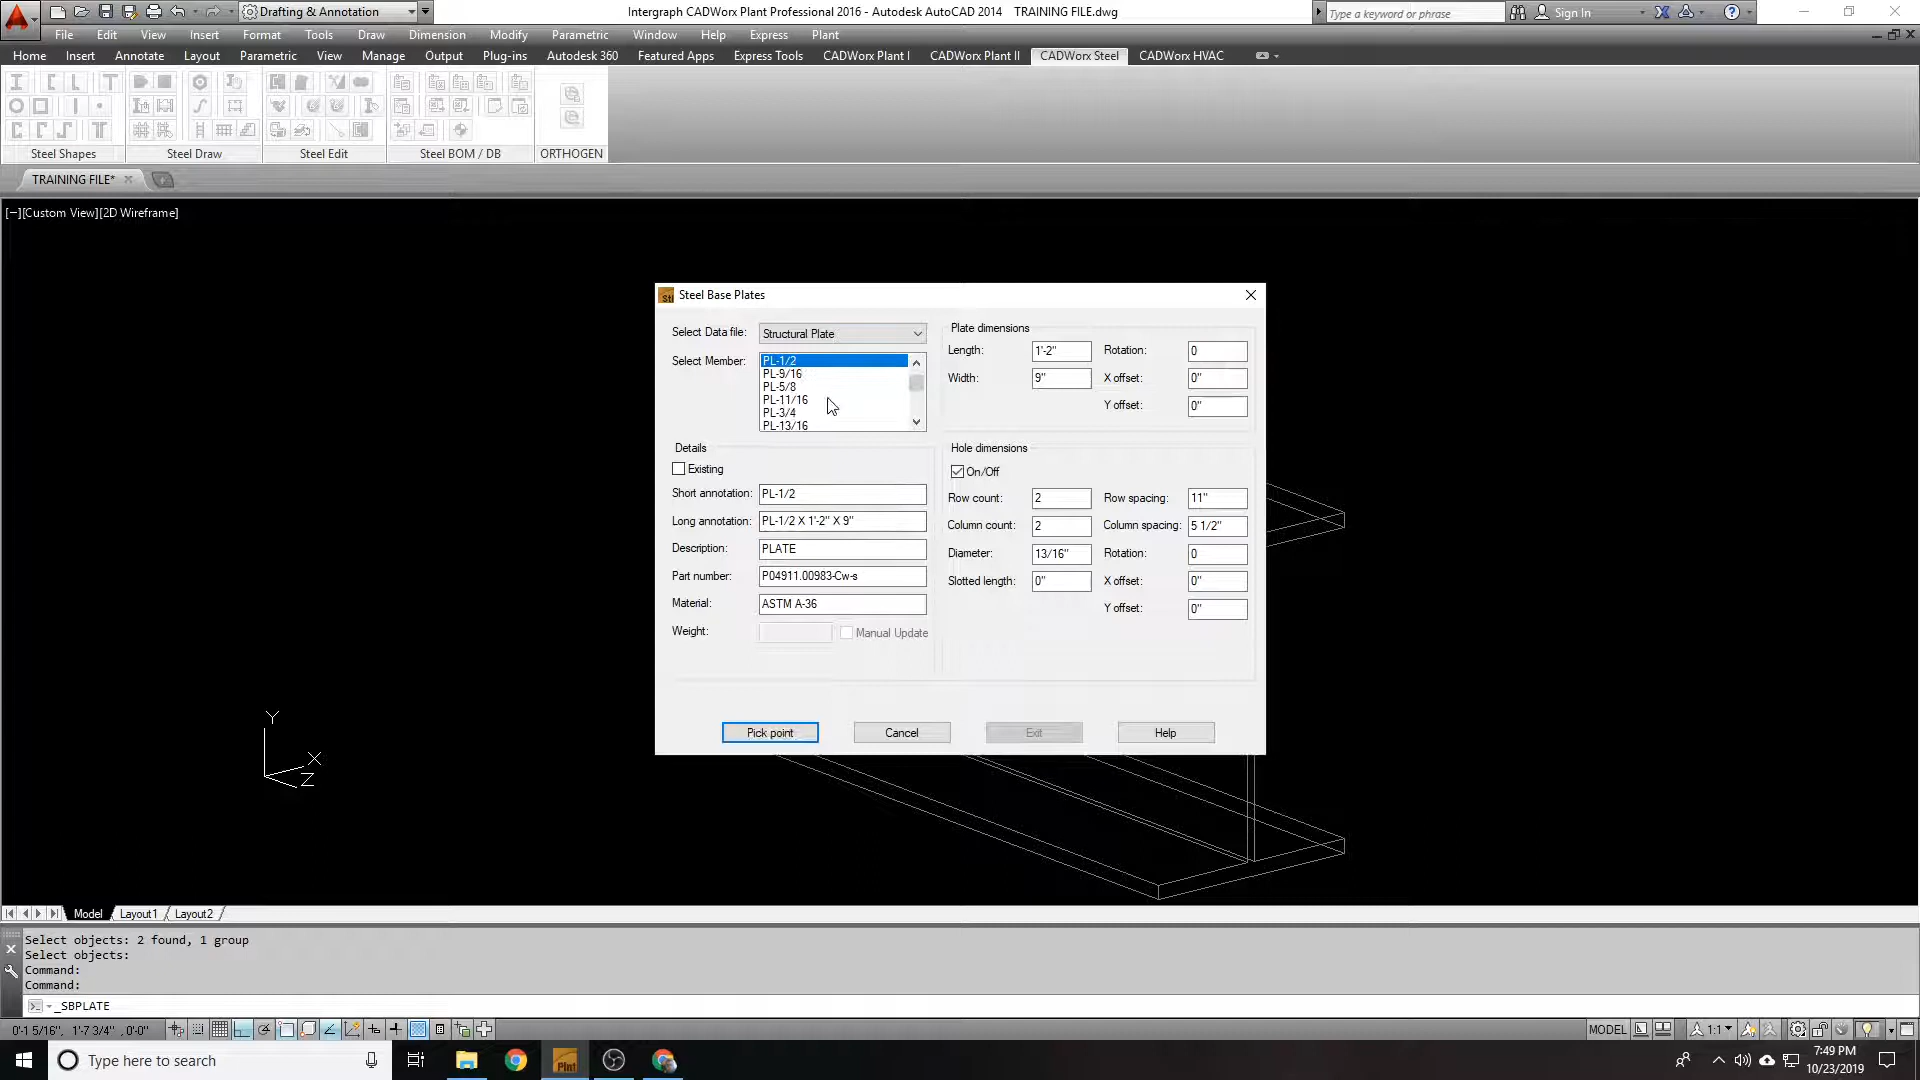 Drafting & Annotation
Intergraph CADWorx Plant Professional 2016 - Autodesk AutoCAD 2014 TRAINING FILE.dwg
Type a keyword or phrase
Sign In
File Edit View Insert Format Tools Draw Dimension Modify Parametric Window Help Express Plant
Home Insert Annotate Layout Parametric View Manage Output Plug-ins Autodesk 360 Featured Apps Express Tools CADWorx Plant I CADWorx Plant II CADWorx Steel CADWorx HVAC
Steel Shapes Steel Draw Steel Edit Steel BOM / DB ORTHOGEN
TRAINING FILE*
[−][Custom View][2D Wireframe]
Steel Base Plates
Select Data file: Structural Plate
Select Member: PL-1/2
PL-9/16
PL-5/8
PL-11/16
PL-3/4
PL-13/16
Plate dimensions
Length: 1'-2" Rotation: 0
Width: 9" X offset: 0"
Y offset: 0"
Details
Existing
Short annotation: PL-1/2
Long annotation: PL-1/2 X 1'-2" X 9"
Description: PLATE
Part number: P04911.00983-Cw-s
Material: ASTM A-36
Weight: Manual Update
Hole dimensions
On/Off
Row count: 2 Row spacing: 11"
Column count: 2 Column spacing: 5 1/2"
Diameter: 13/16" Rotation: 0
Slotted length: 0" X offset: 0"
Y offset: 0"
Pick point Cancel Exit Help
Y
X
Z
Model Layout1 Layout2
Select objects: 2 found, 1 group
Select objects:
Command:
Command:
_SBPLATE
0'-1 5/16", 1'-7 3/4" ,0'-0"
MODEL 1:1
Type here to search
Plnt
7:49 PM
10/23/2019